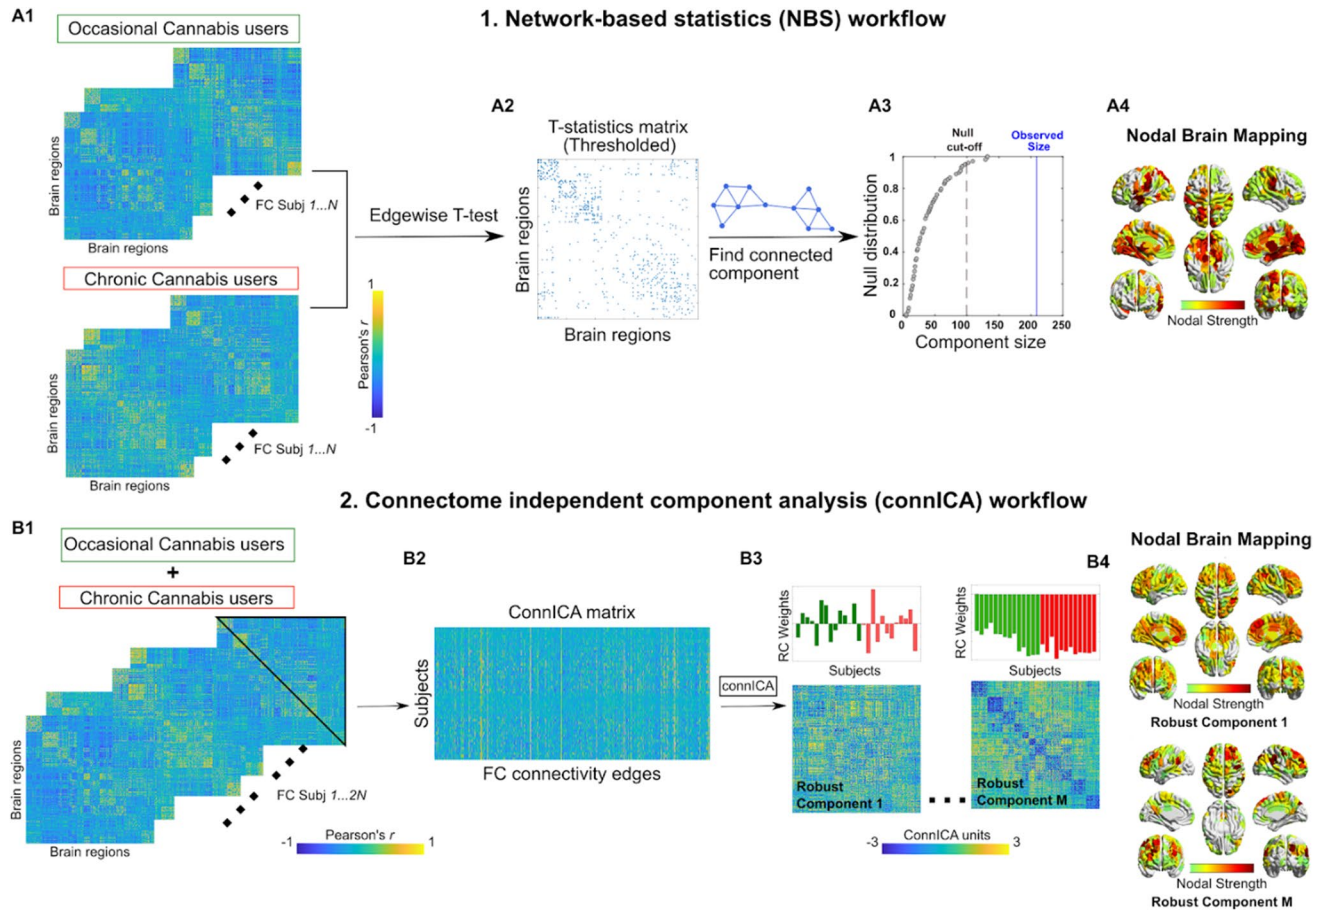 1. Network-based statistics (NBS) workflow
A1
Occasional Cannabis users
Brain regions
Brain regions
FC Subj 1...N
Chronic Cannabis users
Brain regions
Brain regions
FC Subj 1...N
Pearson's r
1
-1
Edgewise T-test
A2
T-statistics matrix
(Thresholded)
Brain regions
Brain regions
Find connected
component
A3
Null
cut-off
Observed
Size
Null distribution
1
0.8
0.6
0.4
0.2
0
0 50 100 150 200 250
Component size
A4
Nodal Brain Mapping
Nodal Strength
2. Connectome independent component analysis (connICA) workflow
B1
Occasional Cannabis users
+
Chronic Cannabis users
Brain regions
Brain regions
FC Subj 1...2N
Pearson's r
-1 1
B2
ConnICA matrix
Subjects
FC connectivity edges
connICA
B3
RC Weights
Subjects
RC Weights
Subjects
Robust
Component 1
Robust
Component M
ConnICA units
-3 3
B4
Nodal Brain Mapping
Nodal Strength
Robust Component 1
Nodal Strength
Robust Component M